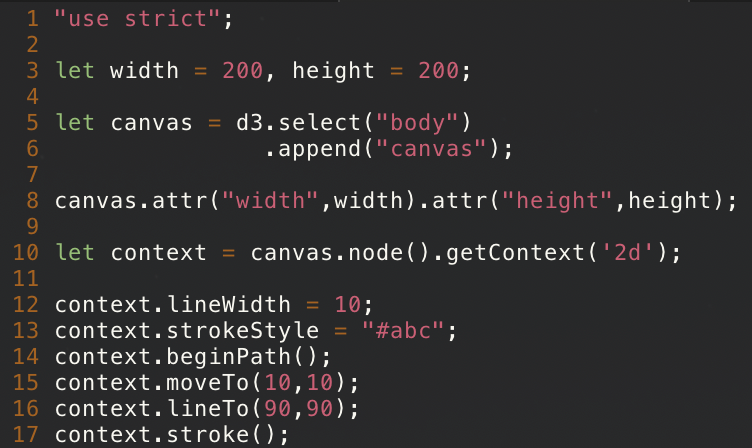 1 "use strict";
2
3 let width = 200, height = 200;
4
5 let canvas = d3.select("body")
6                .append("canvas");
7
8 canvas.attr("width",width).attr("height",height);
9
10 let context = canvas.node().getContext('2d');
11
12 context.lineWidth = 10;
13 context.strokeStyle = "#abc";
14 context.beginPath();
15 context.moveTo(10,10);
16 context.lineTo(90,90);
17 context.stroke();